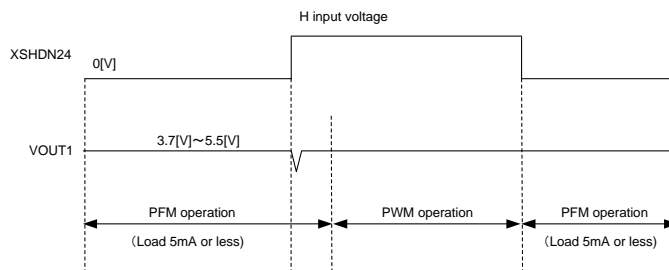 H input voltage
XSHDN24
0[V]
3.7[V]～5.5[V]
VOUT1
PFM operation
PWM operation
PFM operation
（Load 5mA or less)
（Load 5mA or less)